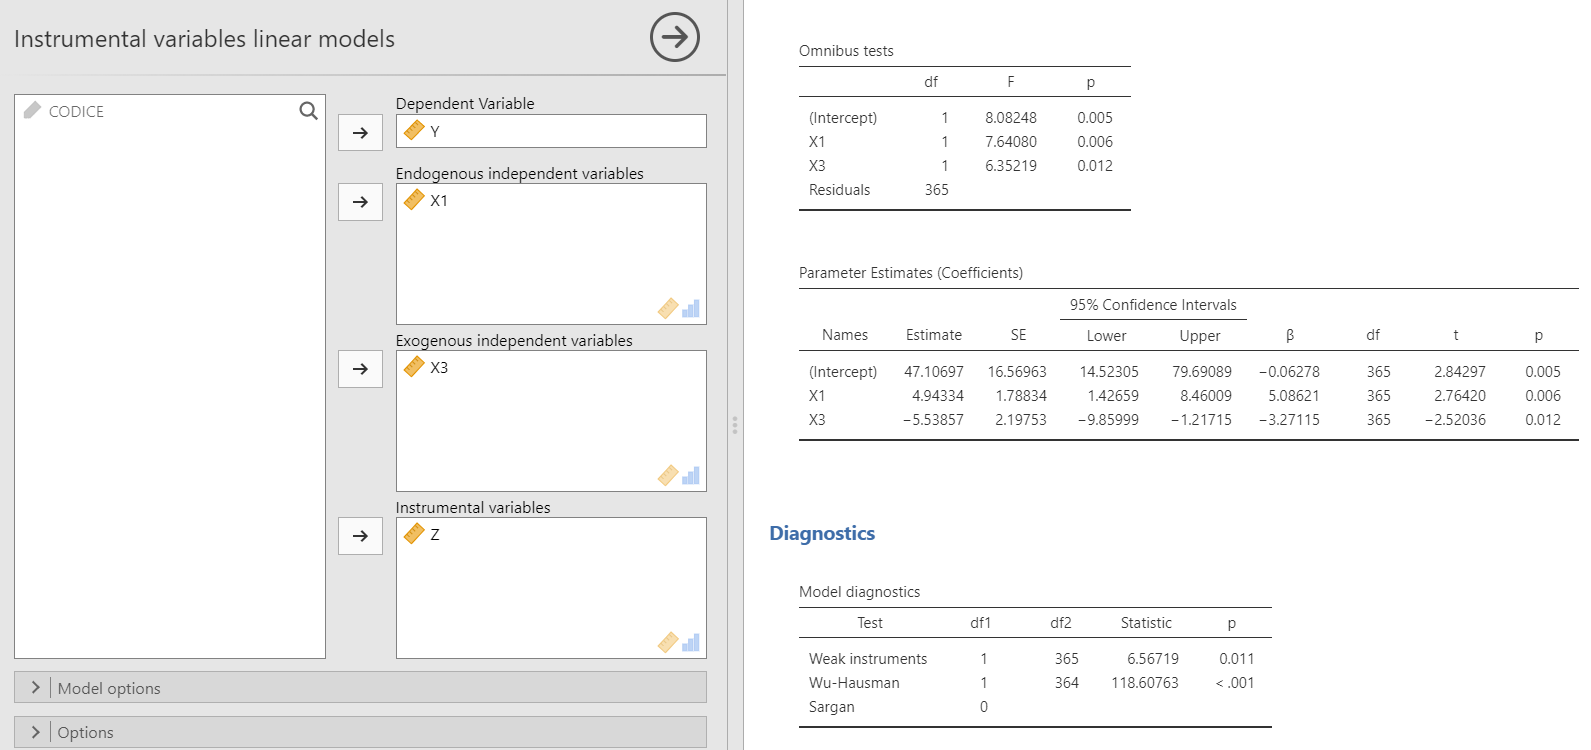 Instrumental variables linear models
CODICE
Dependent Variable
Y
Endogenous independent variables
X1
Exogenous independent variables
X3
Instrumental variables
Z
Model options
Options
Omnibus tests
df F p
(Intercept) 1 8.08248 0.005
X1 1 7.64080 0.006
X3 1 6.35219 0.012
Residuals 365
Parameter Estimates (Coefficients)
95% Confidence Intervals
Names Estimate SE Lower Upper β df t p
(Intercept) 47.10697 16.56963 14.52305 79.69089 −0.06278 365 2.84297 0.005
X1 4.94334 1.78834 1.42659 8.46009 5.08621 365 2.76420 0.006
X3 −5.53857 2.19753 −9.85999 −1.21715 −3.27115 365 −2.52036 0.012
Diagnostics
Model diagnostics
Test df1 df2 Statistic p
Weak instruments 1 365 6.56719 0.011
Wu-Hausman 1 364 118.60763 < .001
Sargan 0